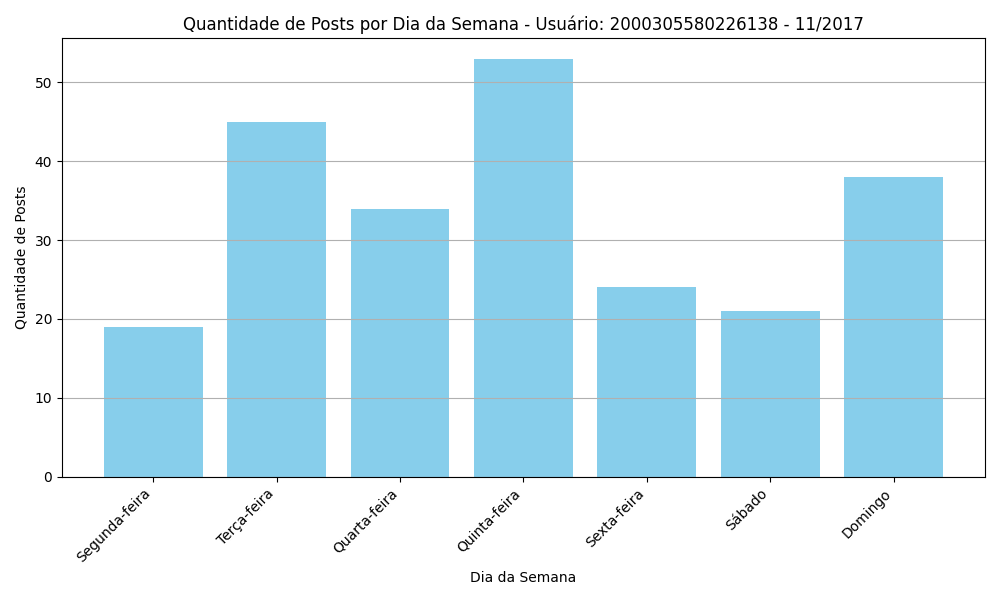 Quantidade de Posts por Dia da Semana - Usuário: 2000305580226138 - 11/2017
Quantidade de Posts
50
40
30
20
10
0
Segunda-feira
Terça-feira
Quarta-feira
Quinta-feira
Sexta-feira
Sábado
Domingo
Dia da Semana